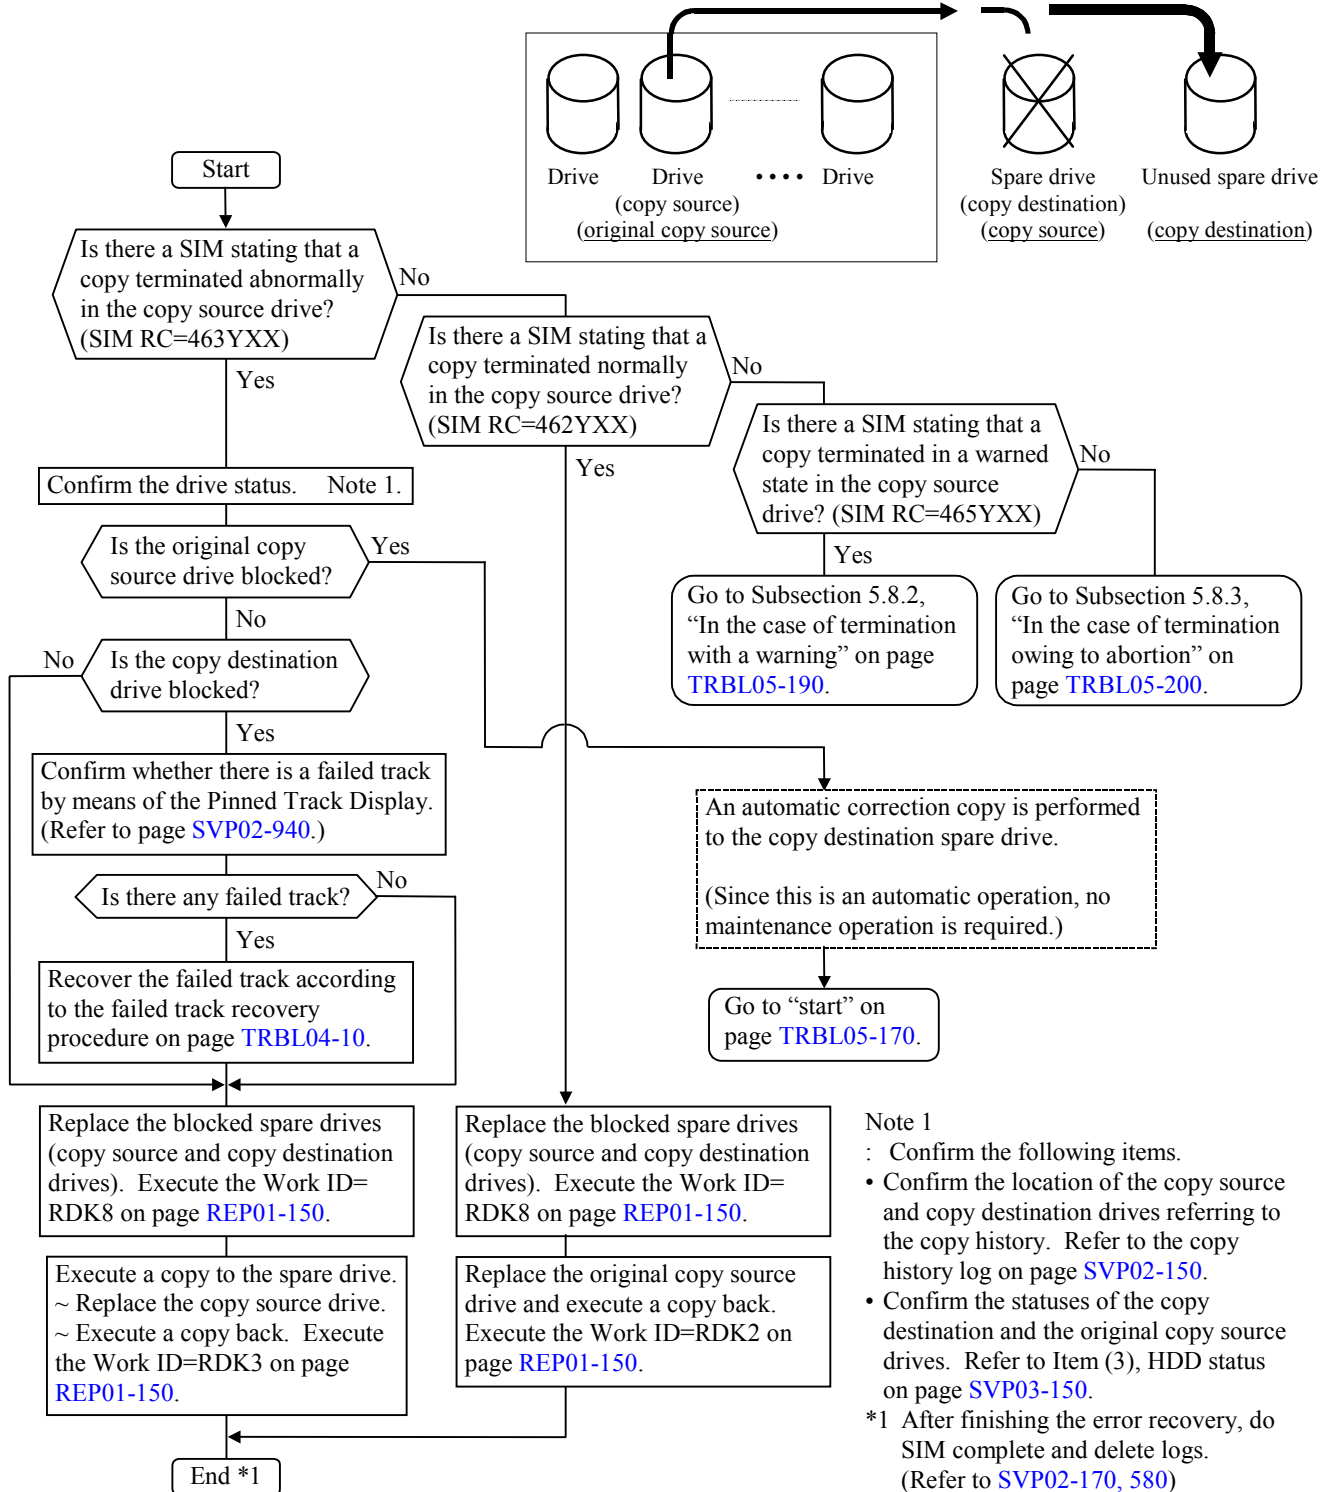 Drive
Drive
(copy source)
(original copy source)
• • • •
Drive
Spare drive
(copy destination)
(copy source)
Unused spare drive
(copy destination)
Start
Is there a SIM stating that a
copy terminated abnormally
in the copy source drive?
(SIM RC=463YXX)
No
Yes
Is there a SIM stating that a
copy terminated normally
in the copy source drive?
(SIM RC=462YXX)
No
Yes
Is there a SIM stating that a
copy terminated in a warned
state in the copy source
drive? (SIM RC=465YXX)
No
Yes
Confirm the drive status. Note 1.
Is the original copy
source drive blocked?
Yes
No
Go to Subsection 5.8.2,
“In the case of termination
with a warning” on page
TRBL05-190.
Go to Subsection 5.8.3,
“In the case of termination
owing to abortion” on
page TRBL05-200.
No
Is the copy destination
drive blocked?
Yes
Confirm whether there is a failed track
by means of the Pinned Track Display.
(Refer to page SVP02-940.)
An automatic correction copy is performed
to the copy destination spare drive.
(Since this is an automatic operation, no
maintenance operation is required.)
Is there any failed track?
No
Yes
Recover the failed track according
to the failed track recovery
procedure on page TRBL04-10.
Go to “start” on
page TRBL05-170.
Replace the blocked spare drives
(copy source and copy destination
drives). Execute the Work ID=
RDK8 on page REP01-150.
Replace the blocked spare drives
(copy source and copy destination
drives). Execute the Work ID=
RDK8 on page REP01-150.
Execute a copy to the spare drive.
~ Replace the copy source drive.
~ Execute a copy back. Execute
the Work ID=RDK3 on page
REP01-150.
Replace the original copy source
drive and execute a copy back.
Execute the Work ID=RDK2 on
page REP01-150.
Note 1
: Confirm the following items.
• Confirm the location of the copy source
and copy destination drives referring to
the copy history. Refer to the copy
history log on page SVP02-150.
• Confirm the statuses of the copy
destination and the original copy source
drives. Refer to Item (3), HDD status
on page SVP03-150.
*1 After finishing the error recovery, do
SIM complete and delete logs.
(Refer to SVP02-170, 580)
End *1